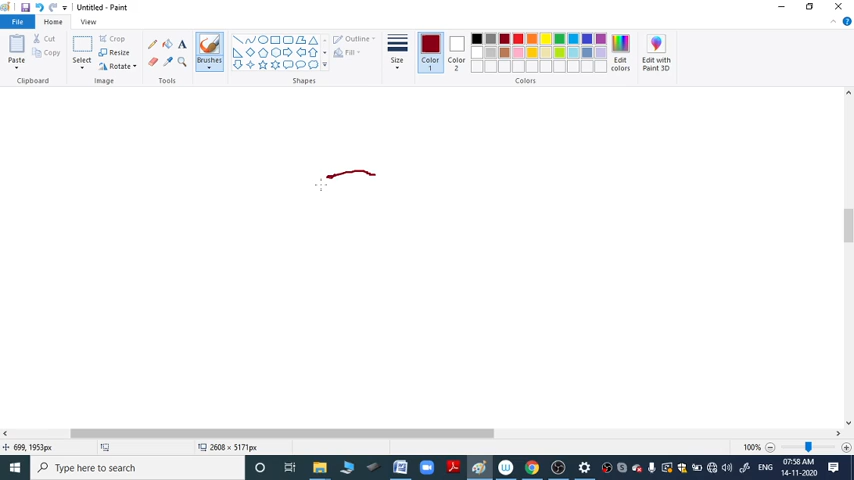 Untitled - Paint
File Home View
Paste
Cut
Copy
Clipboard
Select
Crop
Resize
Rotate
Image
A
Tools
Brushes
Outline
Fill
Shapes
Size
Color
1
Color
2
Edit
colors
Colors
Edit with
Paint 3D
699, 1953px
2608 × 5171px
100%
Type here to search
ENG
07:58 AM
14-11-2020